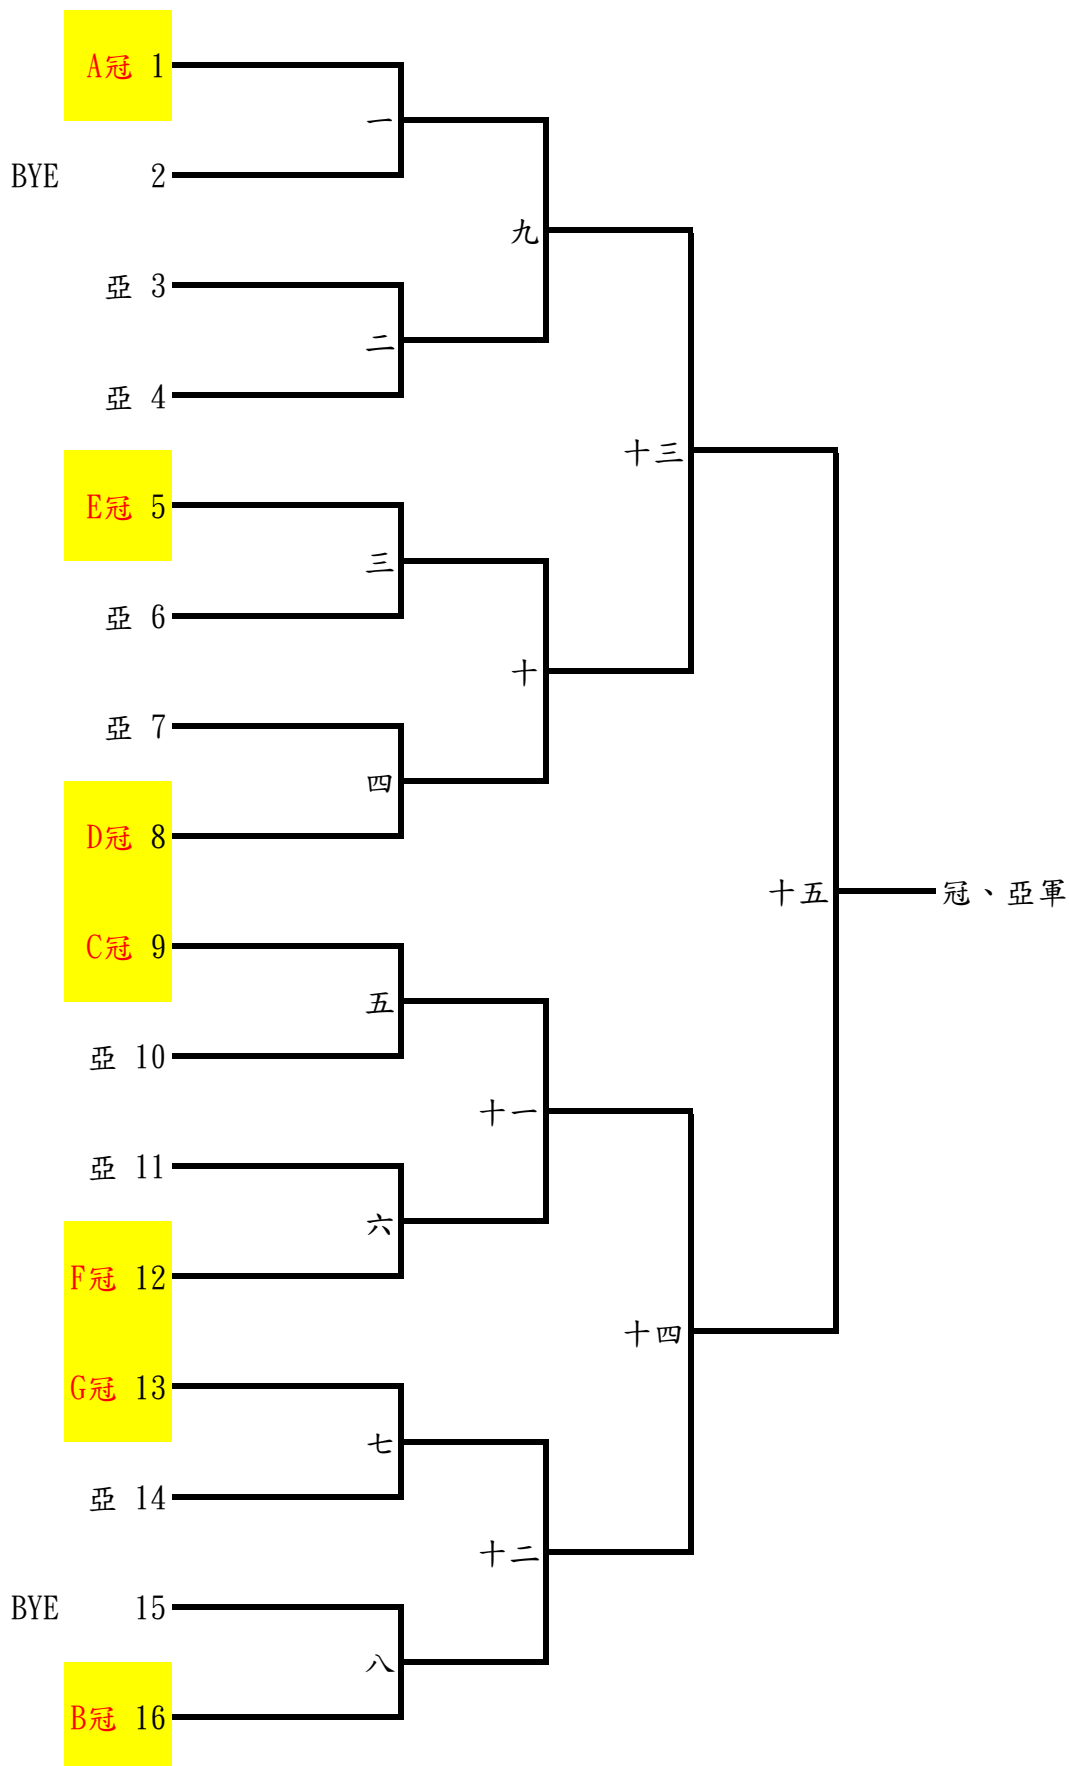 A冠 1
一
BYE 2
九
亞 3
二
亞 4
十三
E冠 5
三
亞 6
十
亞 7
四
D冠 8
十五 冠、亞軍
C冠 9
五
亞 10
十一
亞 11
六
F冠 12
十四
G冠 13
七
亞 14
十二
BYE 15
八
B冠 16